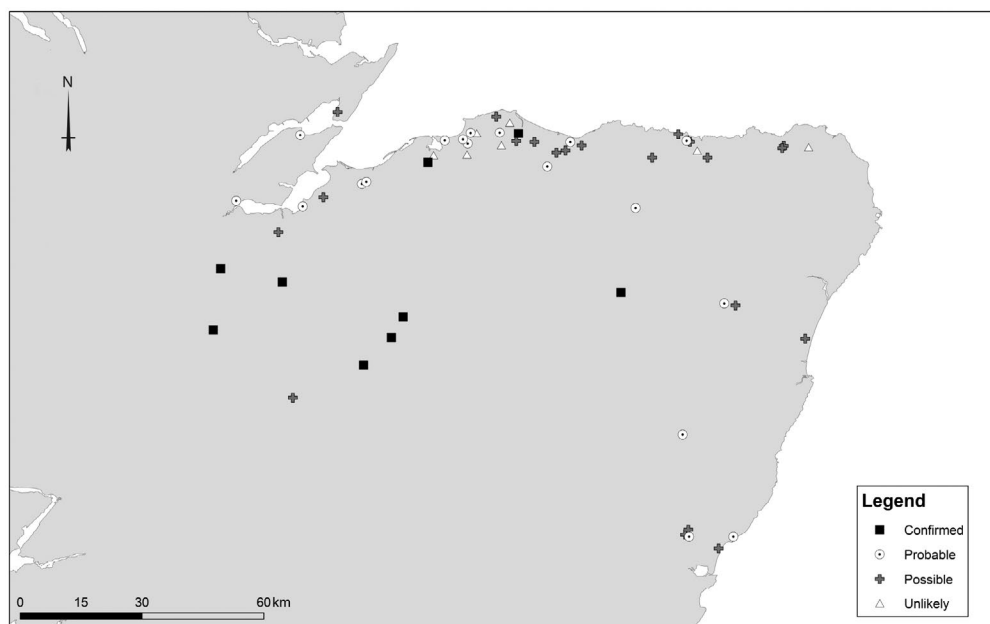 N
Legend
Confirmed
Probable
Possible
Unlikely
0 15 30 60 km